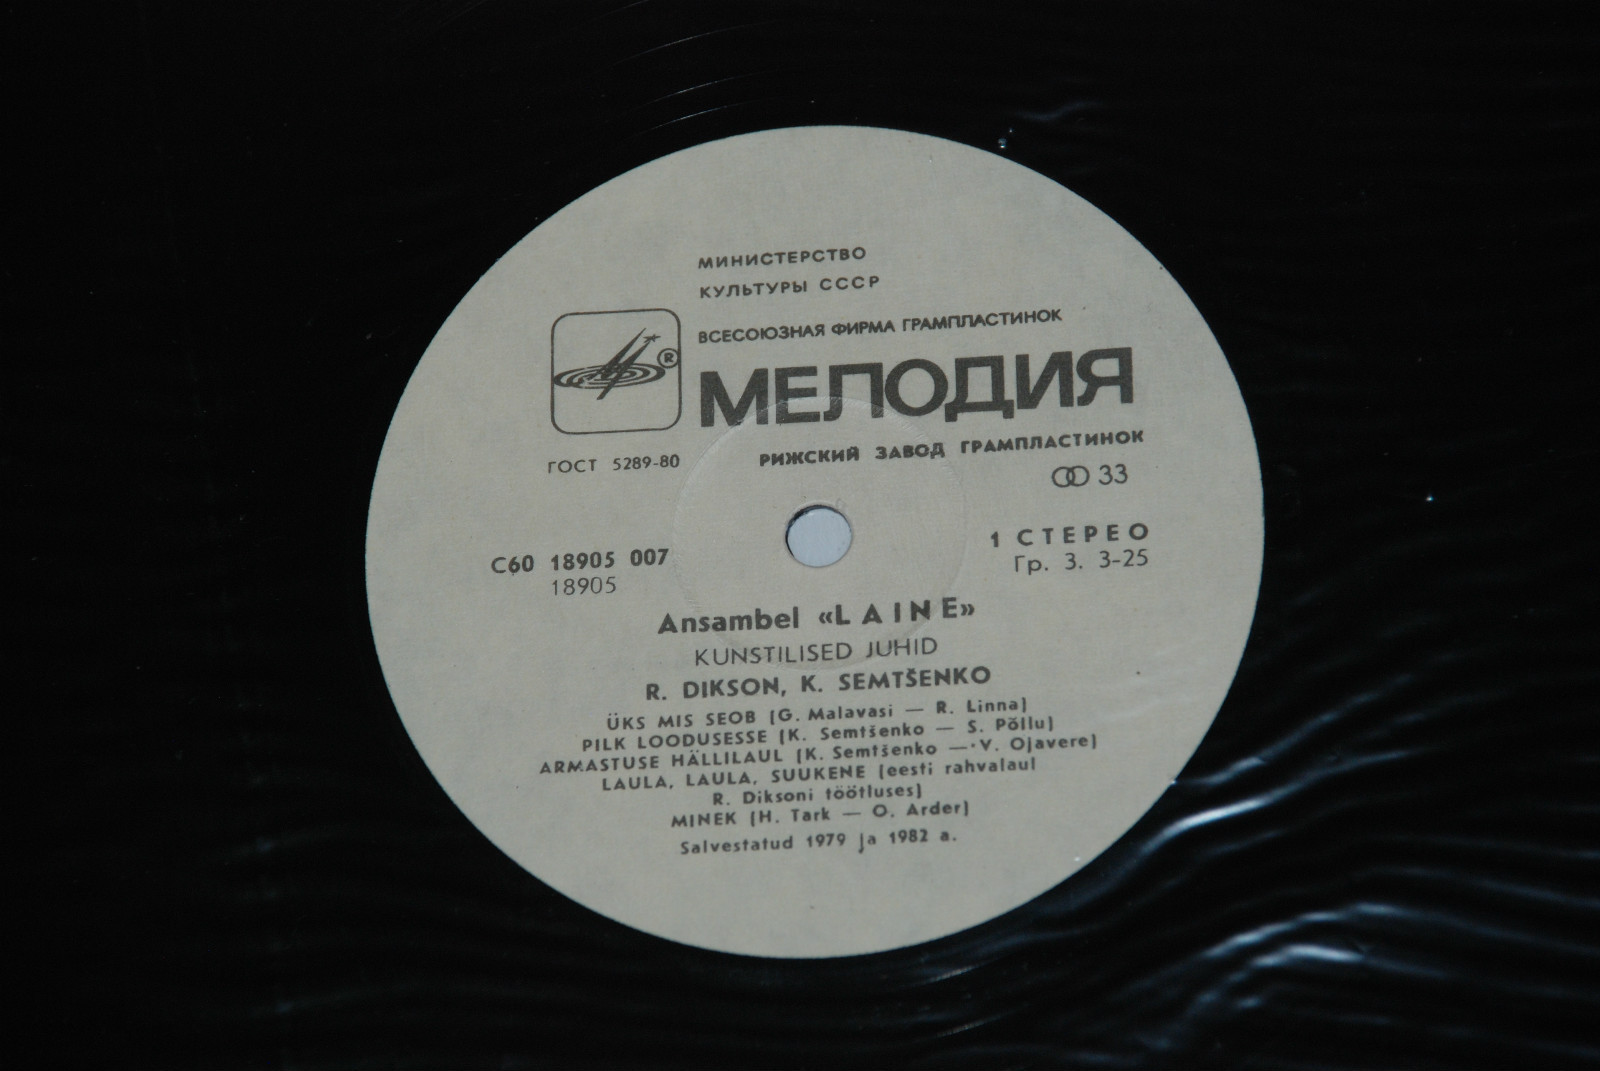 МИНИСТЕРСТВО
КУЛЬТУРЫ СССР
ВСЕСОЮЗНАЯ ФИРМА ГРАМПЛАСТИНОК
®
МЕЛОДИЯ
РИЖСКИЙ ЗАВОД ГРАМПЛАСТИНОК
ГОСТ 5289-80
33
1 СТЕРЕО
Гр. 3. 3-25
С60 18905 007
18905
Ansambel «LAINE»
KUNSTILISED JUHID
R. DIKSON, K. SEMTŠENKO
ÜKS MIS SEOB (G. Malavasi — R. Linna)
PILK LOODUSESSE (K. Semtšenko — S. Põllu)
ARMASTUSE HÄLLILAUL (K. Semtšenko — V. Ojavere)
LAULA, LAULA, SUUKENE (eesti rahvalaul
R. Diksoni töötluses)
MINEK (H. Tark — O. Arder)
Salvestatud 1979 ja 1982 a.